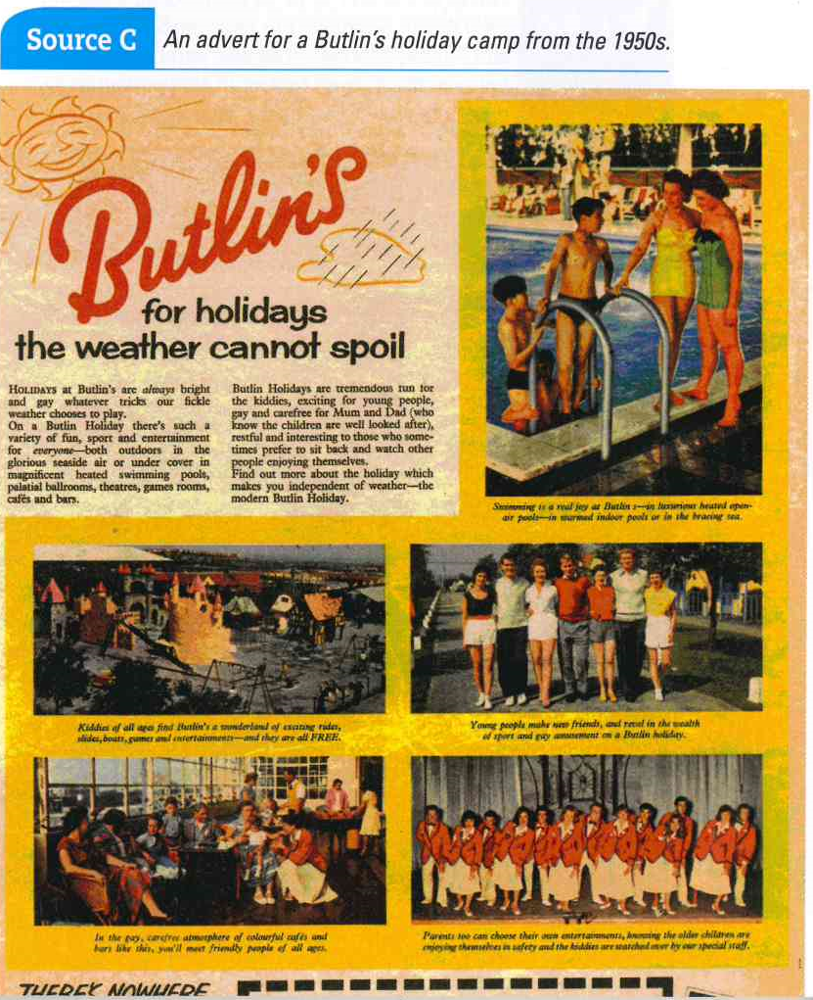 Source C
An advert for a Butlin's holiday camp from the 1950s.
Butlin's
for holidays
the weather cannot spoil
HOLIDAYS at Butlin's are always bright
and gay whatever tricks our fickle
weather chooses to play.
On a Butlin Holiday there's such a
variety of fun, sport and entertainment
for everyone—both outdoors in the
glorious seaside air or under cover in
magnificent heated swimming pools,
palatial ballrooms, theatres, games rooms,
cafés and bars.
Butlin Holidays are tremendous fun for
the kiddies, exciting for young people,
gay and carefree for Mum and Dad (who
know the children are well looked after),
restful and interesting to those who some-
times prefer to sit back and watch other
people enjoying themselves.
Find out more about the holiday which
makes you independent of weather—the
modern Butlin Holiday.
Swimming is a real joy at Butlin's—in luxurious heated open-
air pools—in warmed indoor pools or in the bracing sea.
Kiddies of all ages find Butlin's a wonderland of exciting rides,
slides, boats, games and entertainments—and they are all FREE.
Young people make new friends, and revel in the wealth
of sport and gay amusement on a Butlin holiday.
In the gay, carefree atmosphere of colourful cafés and
bars like this, you'll meet friendly people of all ages.
Parents too can choose their own entertainments, knowing the older children are
enjoying themselves in safety and the kiddies are watched over by our special staff.
THERE'S NOWHERE